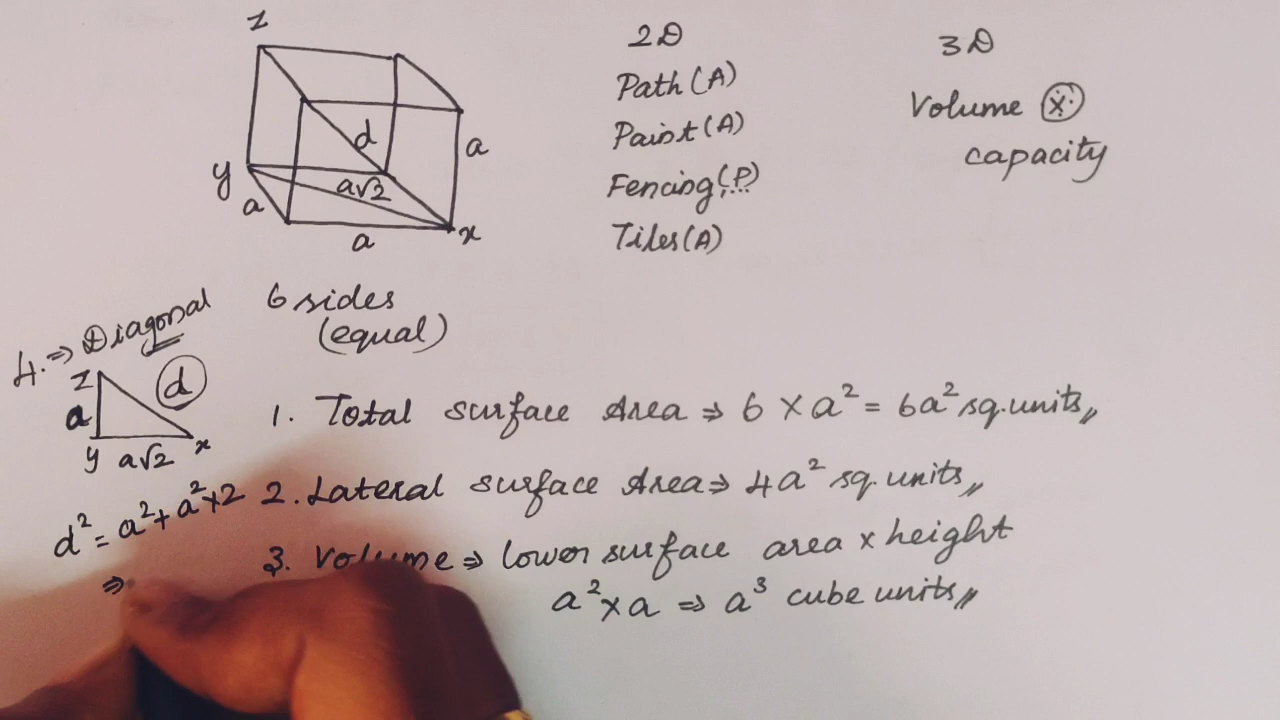 z
d
a
y
a√2
a
a
x
2D
Path (A)
Paint (A)
Fencing (P)
Tiles (A)
3D
Volume ⓧ
capacity
6 sides
(equal)
4. ⇒ Diagonal
z
d
a
y
a√2
x
d² = a² + a² × 2
⇒
1. Total surface Area ⇒ 6 × a² = 6a² sq. units,,
2. Lateral surface Area ⇒ 4a² sq. units,,
3. Volume ⇒ lower surface area × height
a² × a ⇒ a³ cube units,,